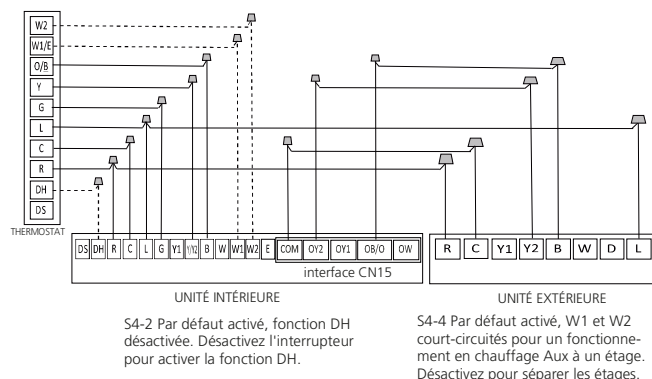 W2
W1/E
O/B
Y
G
L
C
R
DH
DS
THERMOSTAT
DS DH R C L G Y1 Y/Y2 B W W1 W2 E COM OY2 OY1 OB/O OW
interface CN15
R C Y1 Y2 B W D L
UNITÉ INTÉRIEURE
UNITÉ EXTÉRIEURE
S4-2 Par défaut activé, fonction DH
désactivée. Désactivez l'interrupteur
pour activer la fonction DH.
S4-4 Par défaut activé, W1 et W2
court-circuités pour un fonctionne-
ment en chauffage Aux à un étage.
Désactivez pour séparer les étages.